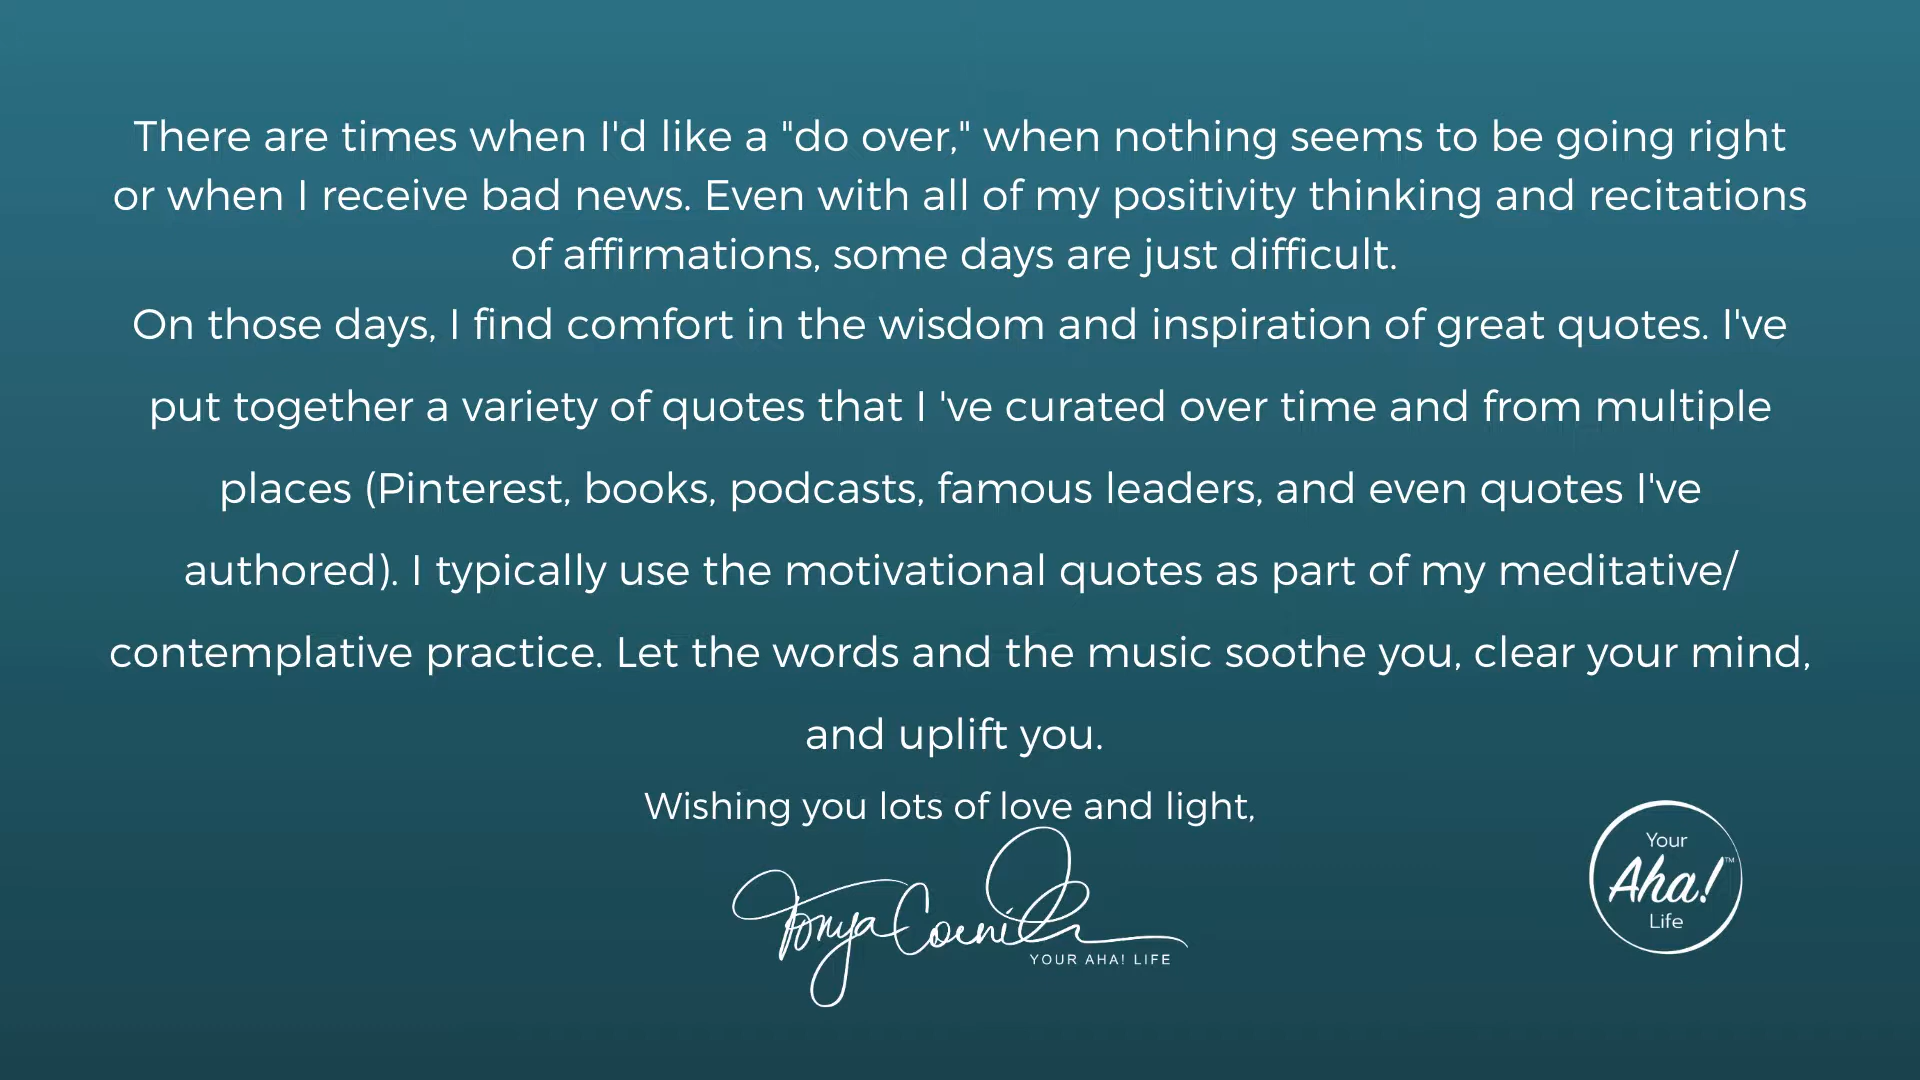 There are times when I'd like a "do over," when nothing seems to be going right
or when I receive bad news. Even with all of my positivity thinking and recitations
of affirmations, some days are just difficult.
On those days, I find comfort in the wisdom and inspiration of great quotes. I've
put together a variety of quotes that I 've curated over time and from multiple
places (Pinterest, books, podcasts, famous leaders, and even quotes I've
authored). I typically use the motivational quotes as part of my meditative/
contemplative practice. Let the words and the music soothe you, clear your mind,
and uplift you.
Wishing you lots of love and light,
Tonya
YOUR AHA! LIFE
Your
Aha!™
Life